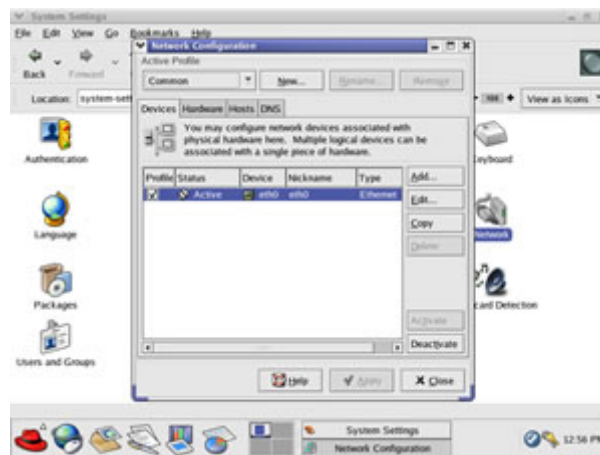 System Settings
File Edit View Go Bookmarks Help
Back Forward
Location: system-sett
View as Icons
Network Configuration
Active Profile
Common New... Rename... Remove
Devices Hardware Hosts DNS
You may configure network devices associated with
physical hardware here. Multiple logical devices can be
associated with a single piece of hardware.
Profile Status Device Nickname Type
Active eth0 eth0 Ethernet
Add...
Edit...
Copy
Delete
Activate
Deactivate
Help Apply Close
Authentication
Language
Packages
Users and Groups
eyboard
Network
card Detection
System Settings
Network Configuration
12:56 PM